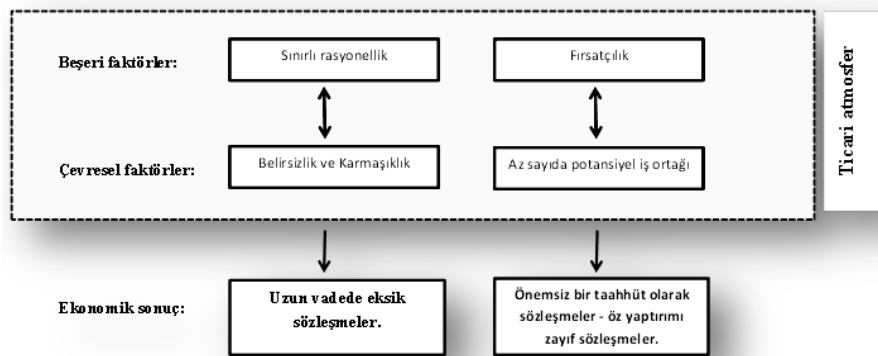 Beşeri faktörler:
Sınırlı rasyonellik
Fırsatçılık
Çevresel faktörler:
Belirsizlik ve Karmaşıklık
Az sayıda potansiyel iş ortağı
Ticari atmosfer
Ekonomik sonuç:
Uzun vadede eksik
sözleşmeler.
Önemsiz bir taahhüt olarak
sözleşmeler - öz yaptırımı
zayıf sözleşmeler.